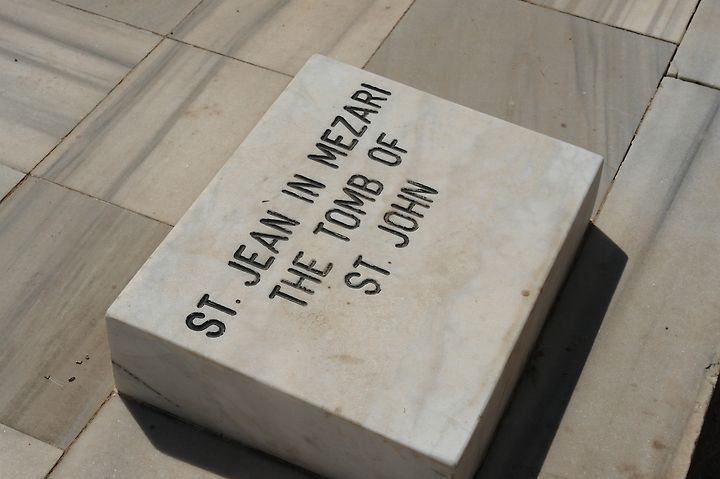 ST. JEAN IN MEZARI
THE TOMB OF
ST. JOHN